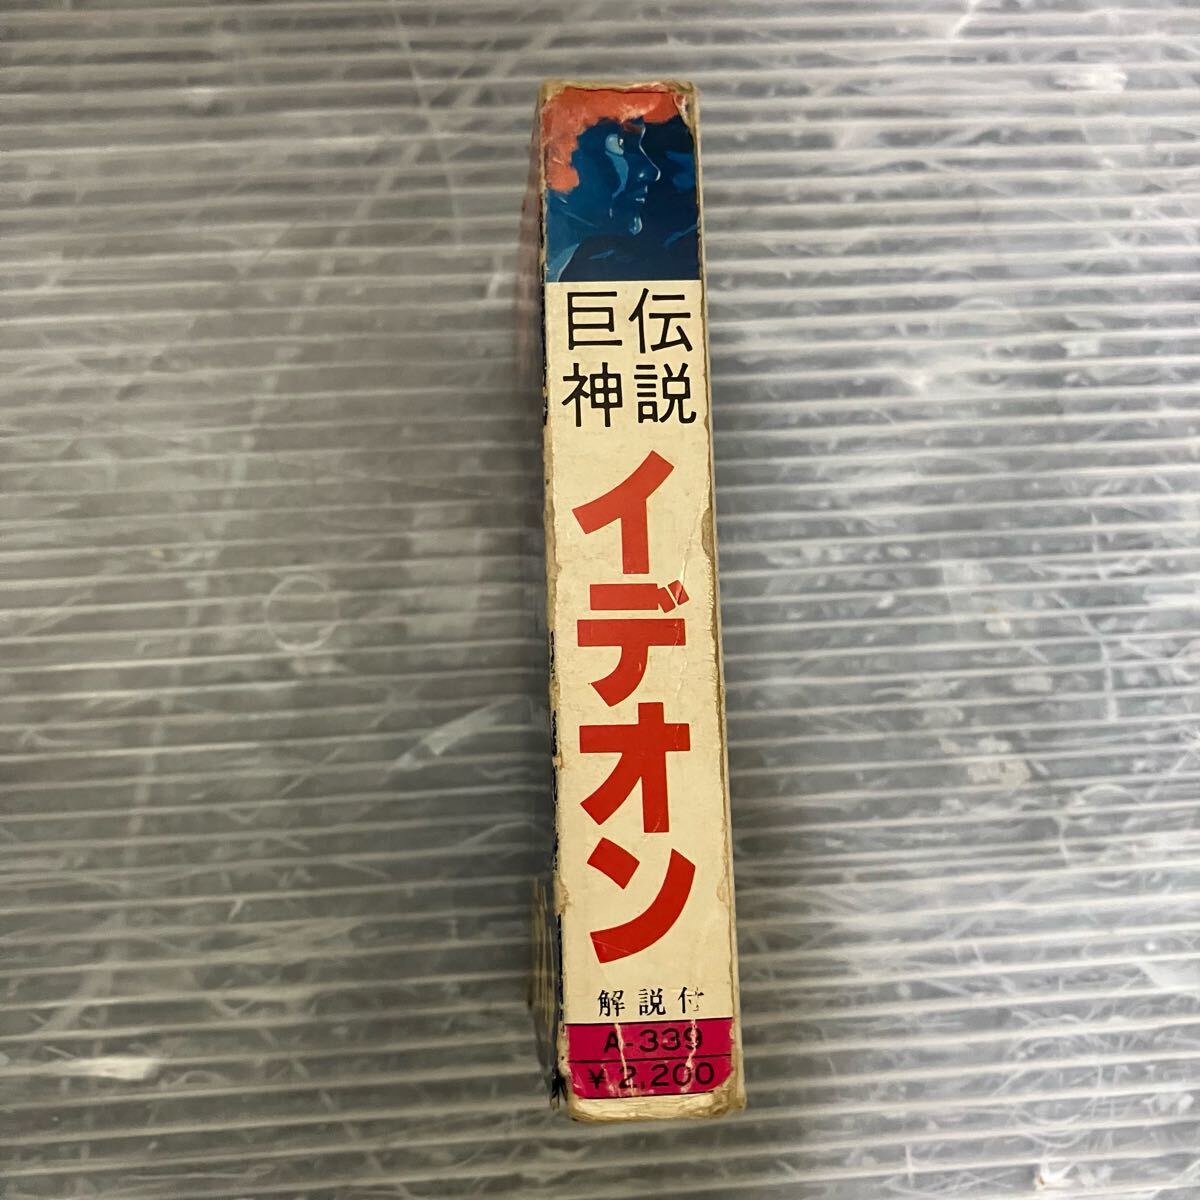 伝説
巨神
イデオン
解説付
A-339
¥2,200